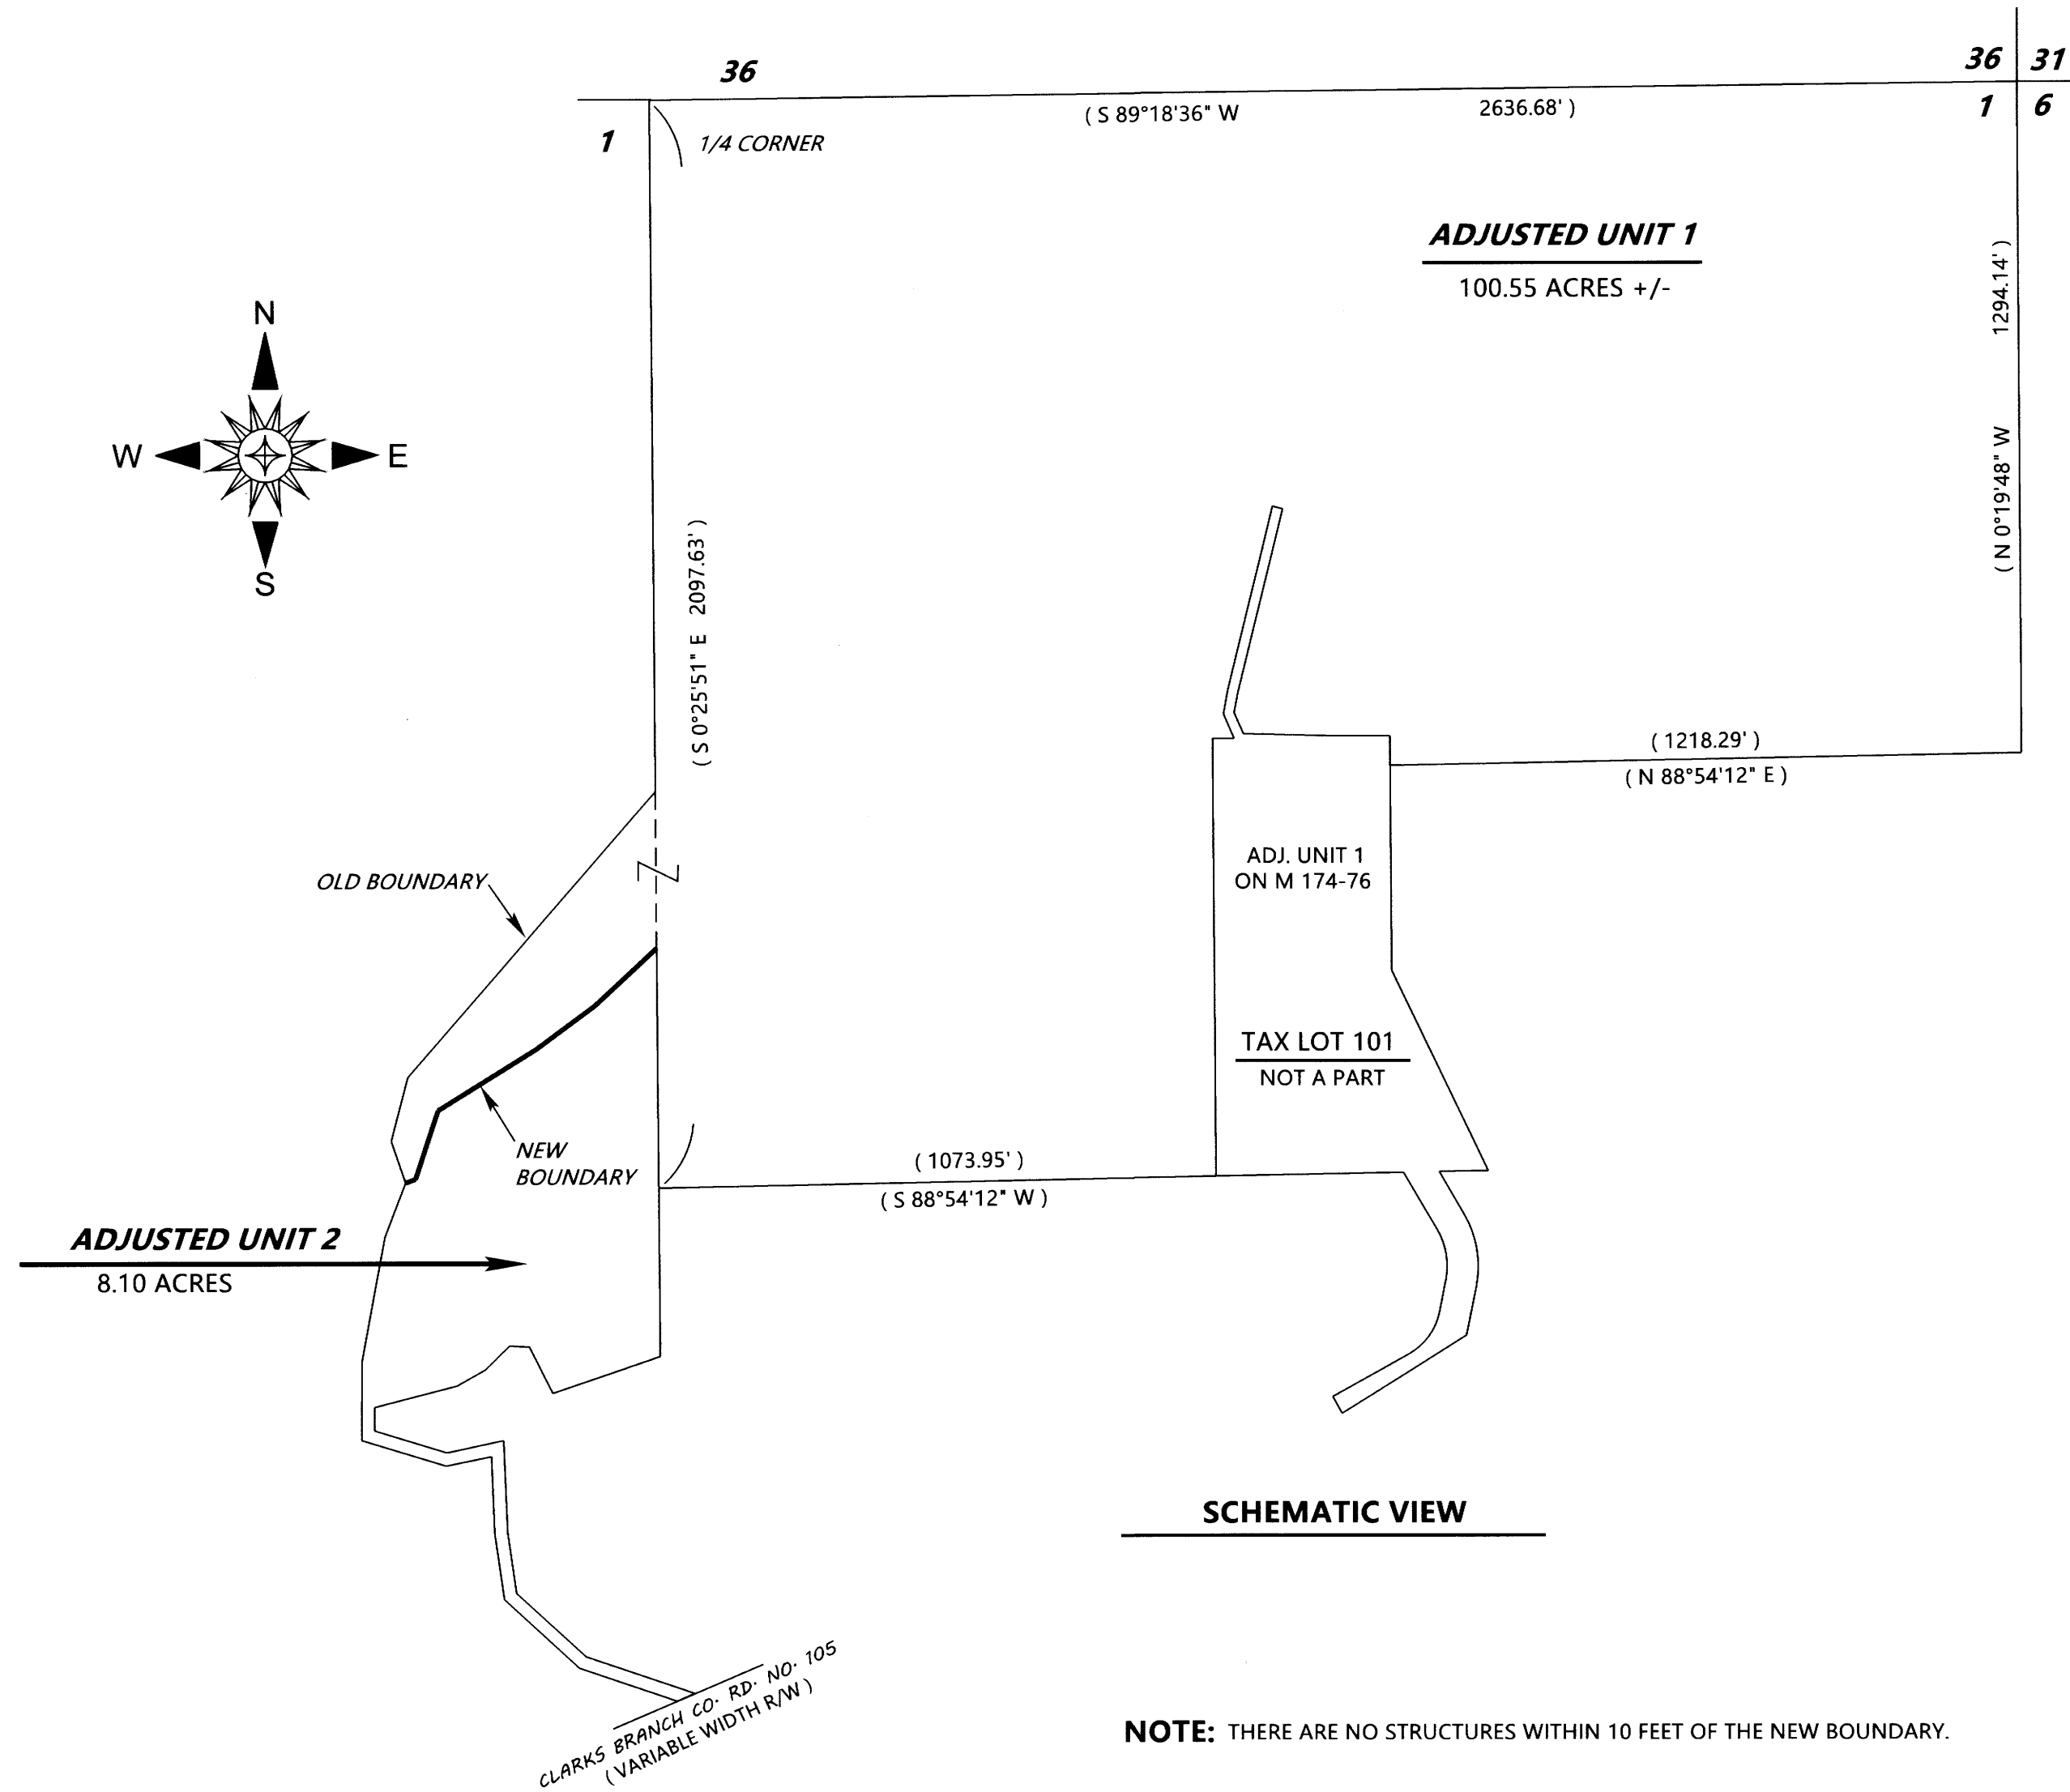 36
36
31
( S 89°18'36" W 2636.68' )
1
6
1
1/4 CORNER
ADJUSTED UNIT 1
100.55 ACRES +/-
( N 0°19'48" W 1294.14' )
N
W
E
S
( S 0°25'51" E 2097.63' )
( 1218.29' )
( N 88°54'12" E )
OLD BOUNDARY
ADJ. UNIT 1
ON M 174-76
TAX LOT 101
NOT A PART
NEW
BOUNDARY
( 1073.95' )
( S 88°54'12" W )
ADJUSTED UNIT 2
8.10 ACRES
SCHEMATIC VIEW
CLARKS BRANCH CO. RD. NO. 105
( VARIABLE WIDTH R/W )
NOTE: THERE ARE NO STRUCTURES WITHIN 10 FEET OF THE NEW BOUNDARY.